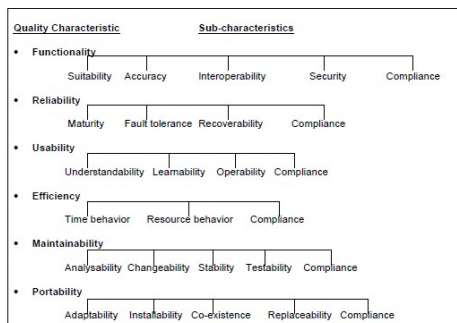 Quality Characteristic Sub-characteristics
• Functionality
Suitability Accuracy Interoperability Security Compliance
• Reliability
Maturity Fault tolerance Recoverability Compliance
• Usability
Understandability Learnability Operability Compliance
• Efficiency
Time behavior Resource behavior Compliance
• Maintainability
Analysability Changeability Stability Testability Compliance
• Portability
Adaptability Installability Co-existence Replaceability Compliance